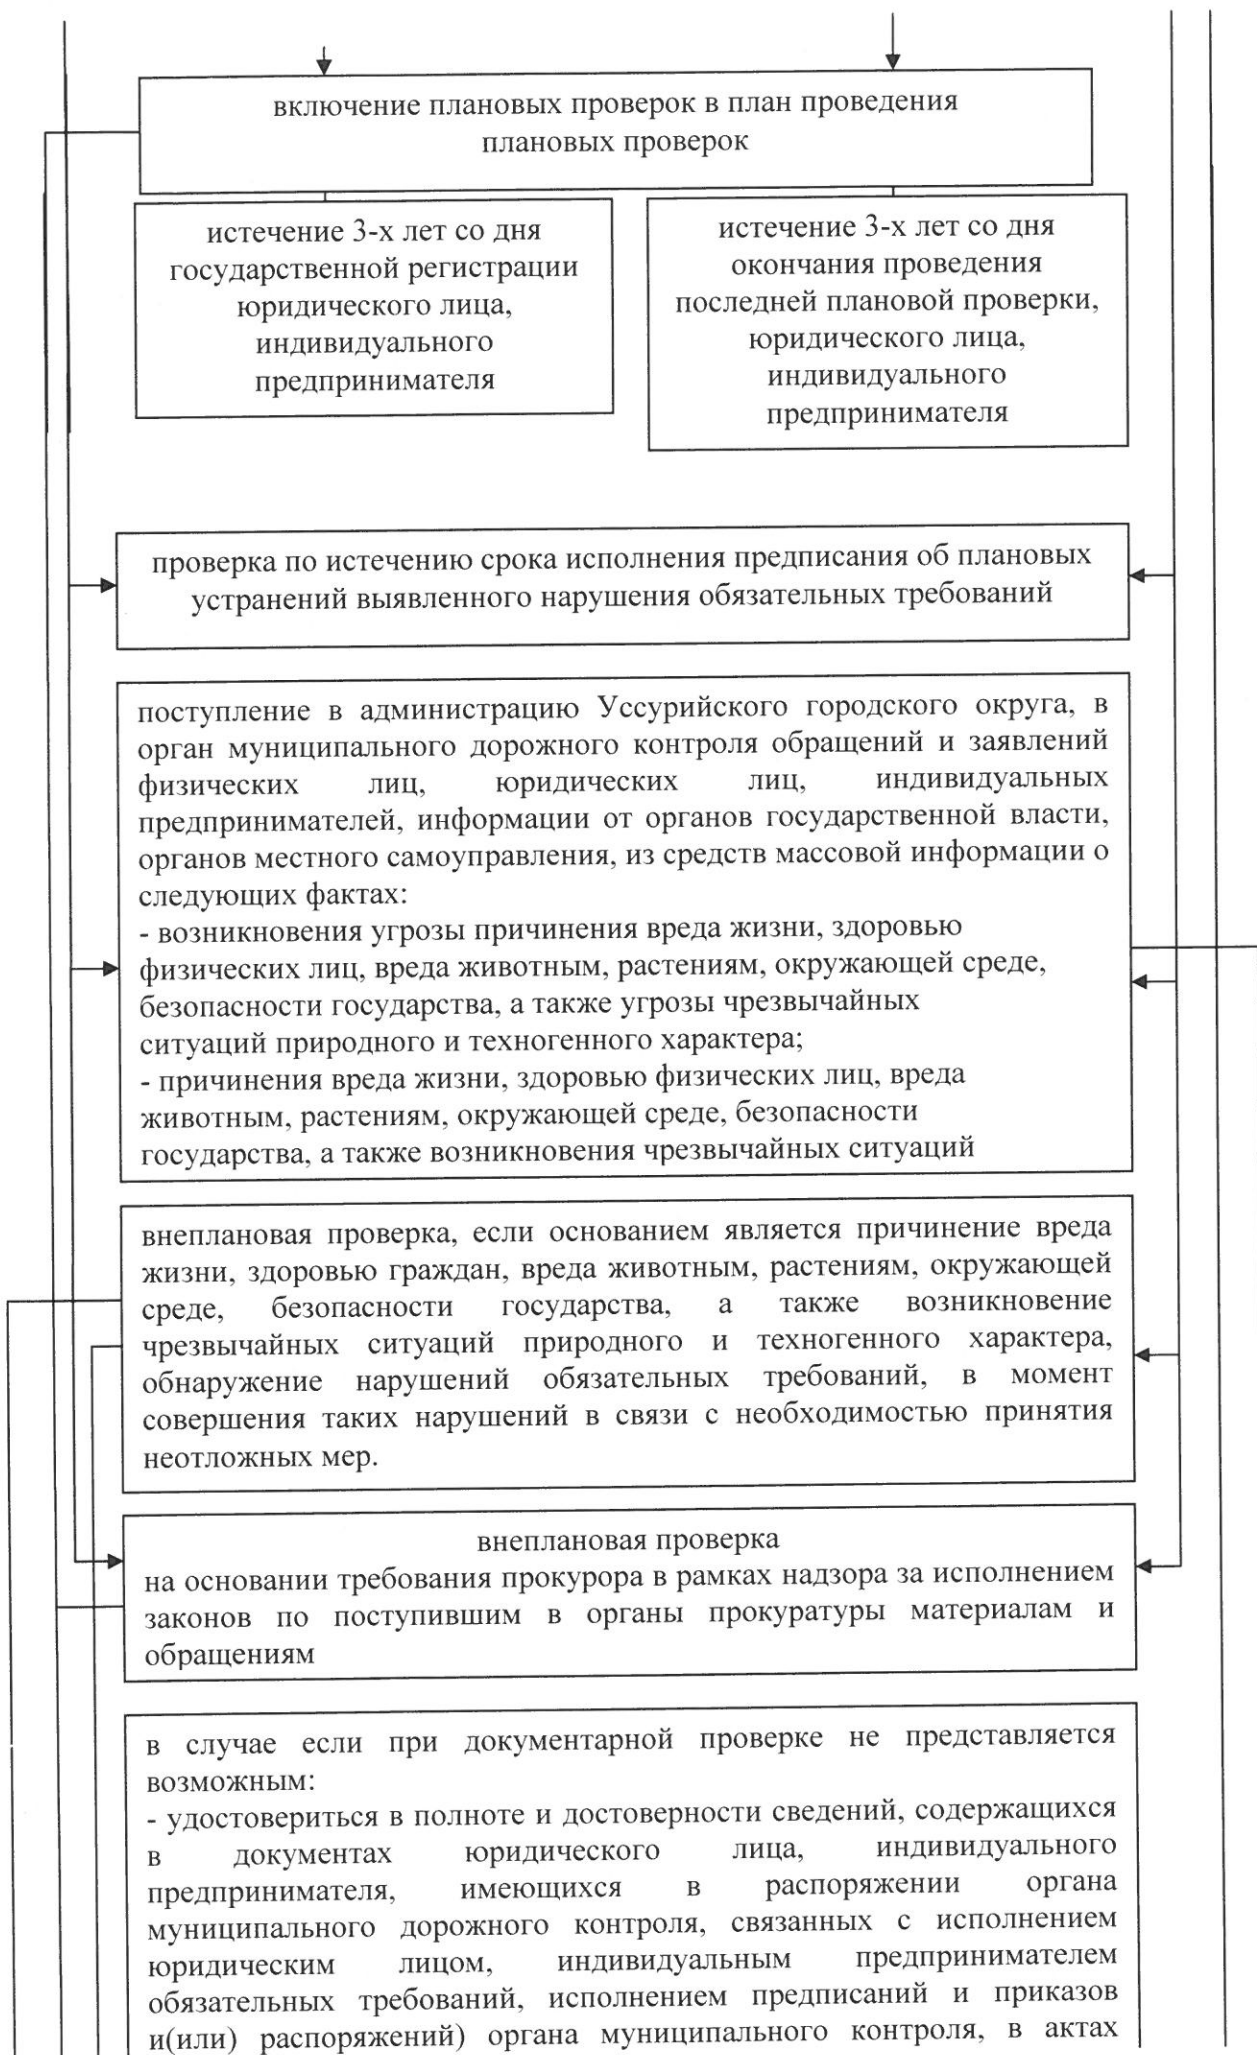 включение плановых проверок в план проведения
плановых проверок
истечение 3-х лет со дня
государственной регистрации
юридического лица,
индивидуального
предпринимателя
истечение 3-х лет со дня
окончания проведения
последней плановой проверки,
юридического лица,
индивидуального
предпринимателя
проверка по истечению срока исполнения предписания об плановых
устранений выявленного нарушения обязательных требований
поступление в администрацию Уссурийского городского округа, в
орган муниципального дорожного контроля обращений и заявлений
физических лиц, юридических лиц, индивидуальных
предпринимателей, информации от органов государственной власти,
органов местного самоуправления, из средств массовой информации о
следующих фактах:
- возникновения угрозы причинения вреда жизни, здоровью
физических лиц, вреда животным, растениям, окружающей среде,
безопасности государства, а также угрозы чрезвычайных
ситуаций природного и техногенного характера;
- причинения вреда жизни, здоровью физических лиц, вреда
животным, растениям, окружающей среде, безопасности
государства, а также возникновения чрезвычайных ситуаций
внеплановая проверка, если основанием является причинение вреда
жизни, здоровью граждан, вреда животным, растениям, окружающей
среде, безопасности государства, а также возникновение
чрезвычайных ситуаций природного и техногенного характера,
обнаружение нарушений обязательных требований, в момент
совершения таких нарушений в связи с необходимостью принятия
неотложных мер.
внеплановая проверка
на основании требования прокурора в рамках надзора за исполнением
законов по поступившим в органы прокуратуры материалам и
обращениям
в случае если при документарной проверке не представляется
возможным:
- удостовериться в полноте и достоверности сведений, содержащихся
в документах юридического лица, индивидуального
предпринимателя, имеющихся в распоряжении органа
муниципального дорожного контроля, связанных с исполнением
юридическим лицом, индивидуальным предпринимателем
обязательных требований, исполнением предписаний и приказов
и(или) распоряжений) органа муниципального контроля, в актах